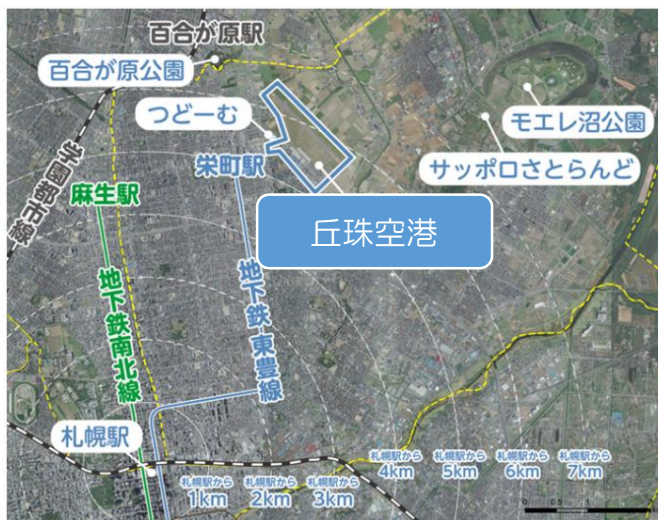 百合が原駅
百合が原公園
つどーむ
モエレ沼公園
サッポロさとらんど
栄町駅
学園都市線
麻生駅
丘珠空港
地下鉄南北線
地下鉄東豊線
札幌駅
札幌駅から
1km
札幌駅から
2km
札幌駅から
3km
札幌駅から
4km
札幌駅から
5km
札幌駅から
6km
札幌駅から
7km
0 0.5 1